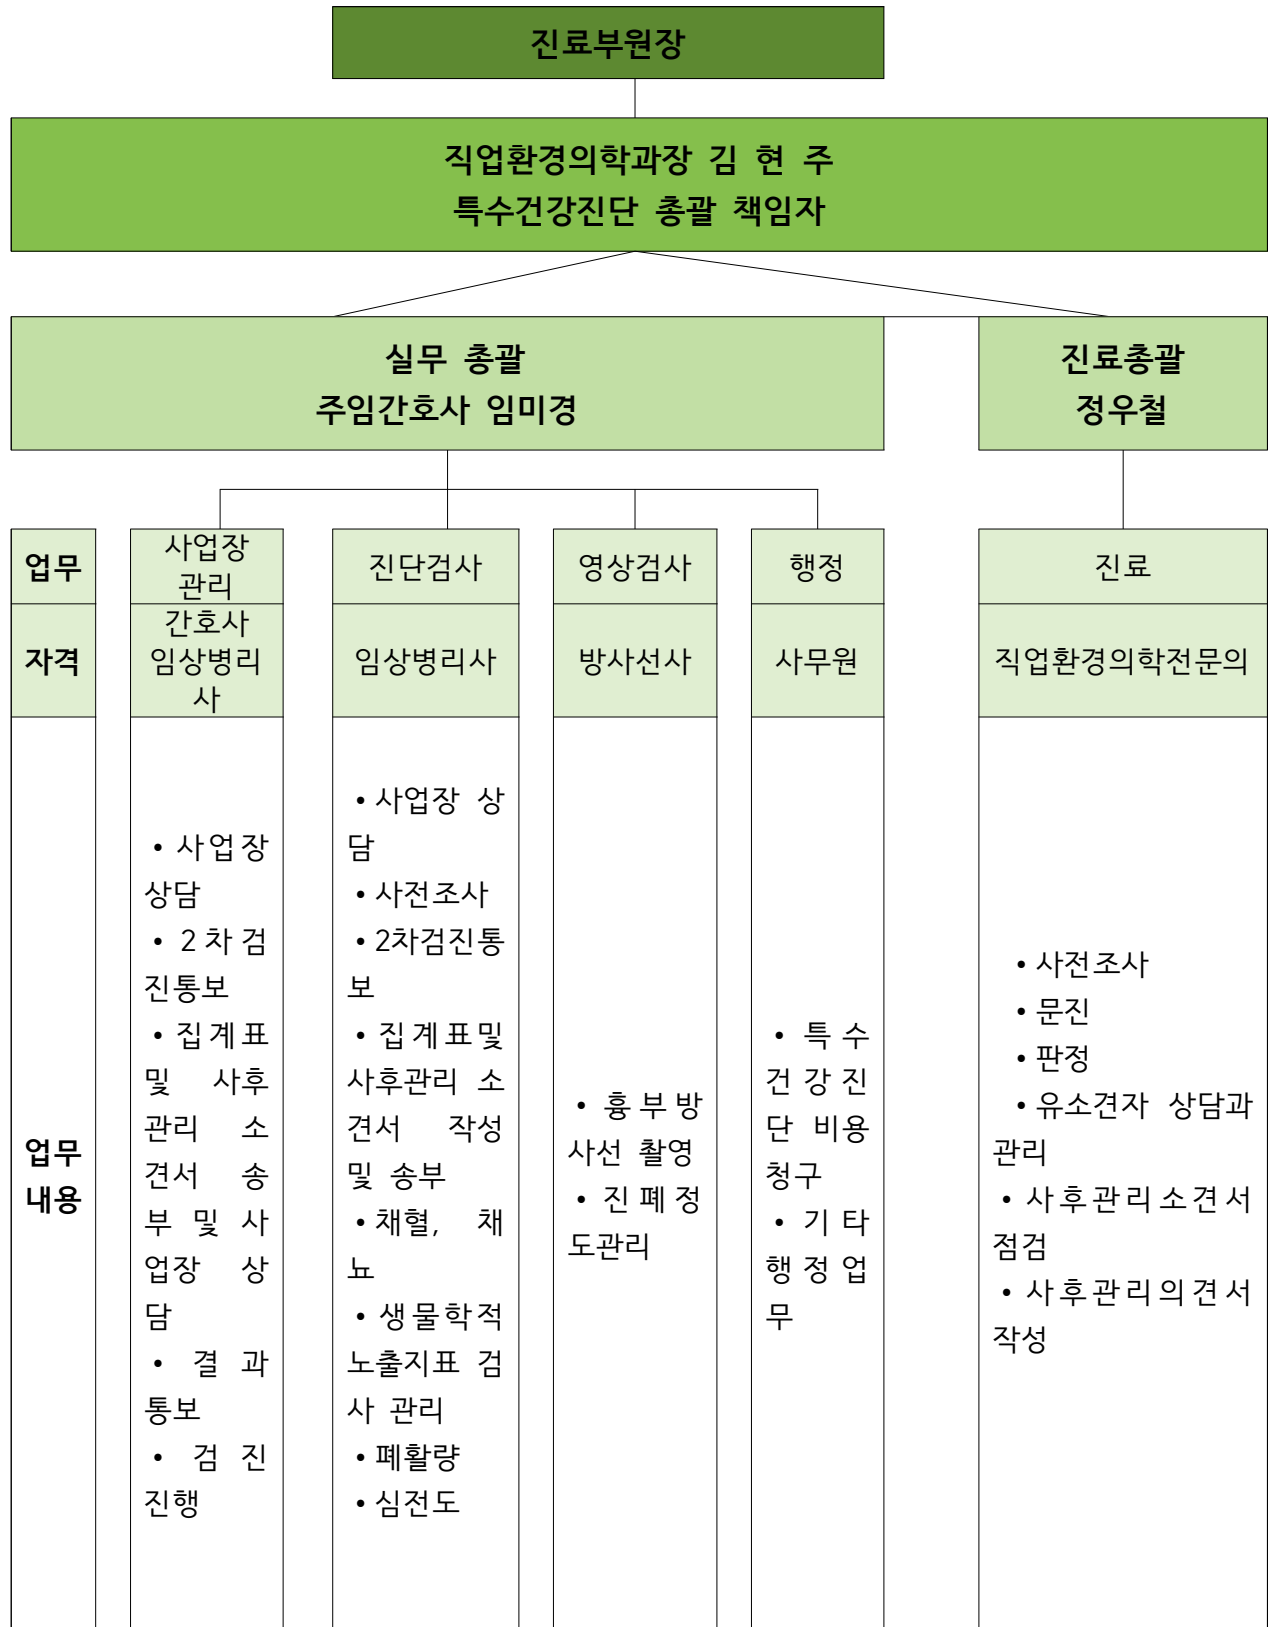 진료부원장
직업환경의학과장 김 현 주
특수건강진단 총괄 책임자
실무 총괄
주임간호사 임미경
진료총괄
정우철
업무
사업장
관리
진단검사
영상검사
행정
진료
자격
간호사
임상병리
사
임상병리사
방사선사
사무원
직업환경의학전문의
업무
내용
• 사업장
상담
• 2차검
진통보
• 집계표
및 사후
관리 소
견서 송
부 및 사
업장 상
담
• 결과
통보
• 검진
진행
• 사업장 상
담
• 사전조사
• 2차검진통
보
• 집계표및
사후관리 소
견서 작성
및 송부
• 채혈, 채
뇨
• 생물학적
노출지표 검
사 관리
• 폐활량
• 심전도
• 흉부방
사선 촬영
• 진폐정
도관리
• 특수
건강진
단 비용
청구
• 기타
행정업
무
• 사전조사
• 문진
• 판정
• 유소견자 상담과
관리
• 사후관리소견서
점검
• 사후관리의견서
작성